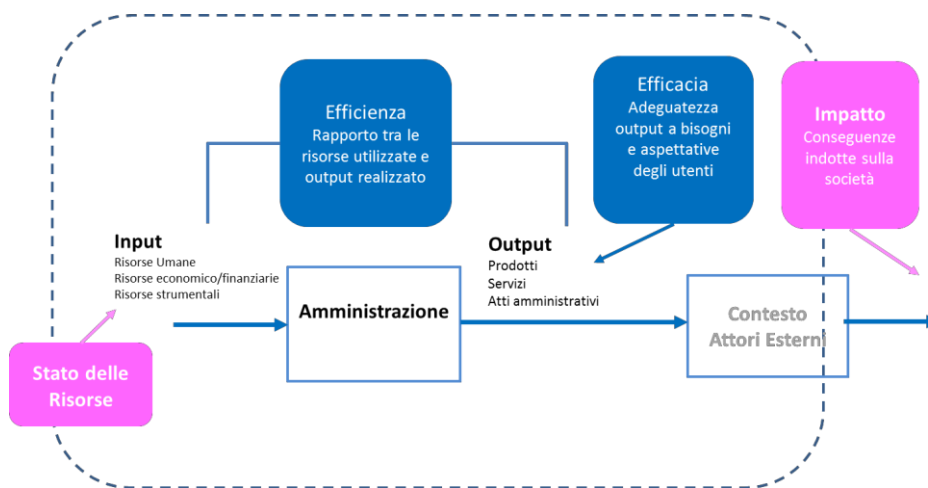 Efficienza
Rapporto tra le
risorse utilizzate e
output realizzato
Efficacia
Adeguatezza
output a bisogni
e aspettative
degli utenti
Impatto
Conseguenze
indotte sulla
società
Input
Risorse Umane
Risorse economico/finanziarie
Risorse strumentali
Output
Prodotti
Servizi
Atti amministrativi
Amministrazione
Contesto
Attori Esterni
Stato delle
Risorse